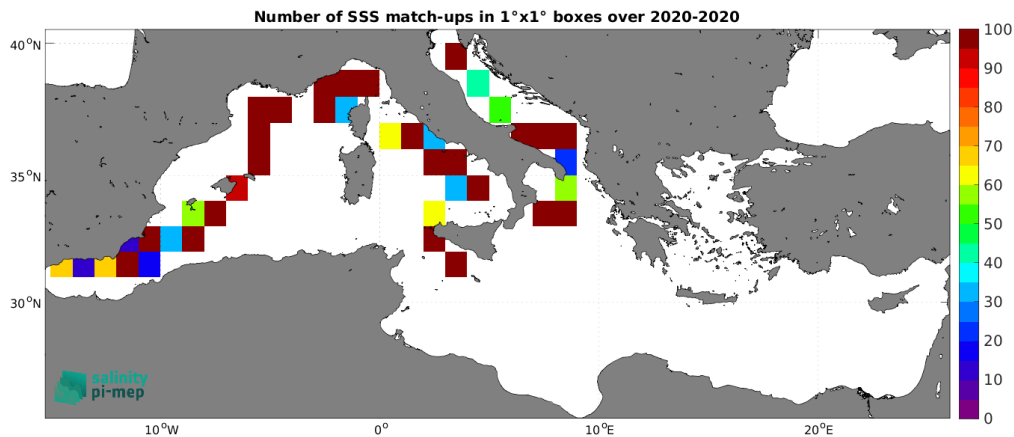 Number of SSS match-ups in 1°x1° boxes over 2020-2020
40°N
35°N
30°N
10°W
0°
10°E
20°E
100
90
80
70
60
50
40
30
20
10
0
salinity
pi-mep